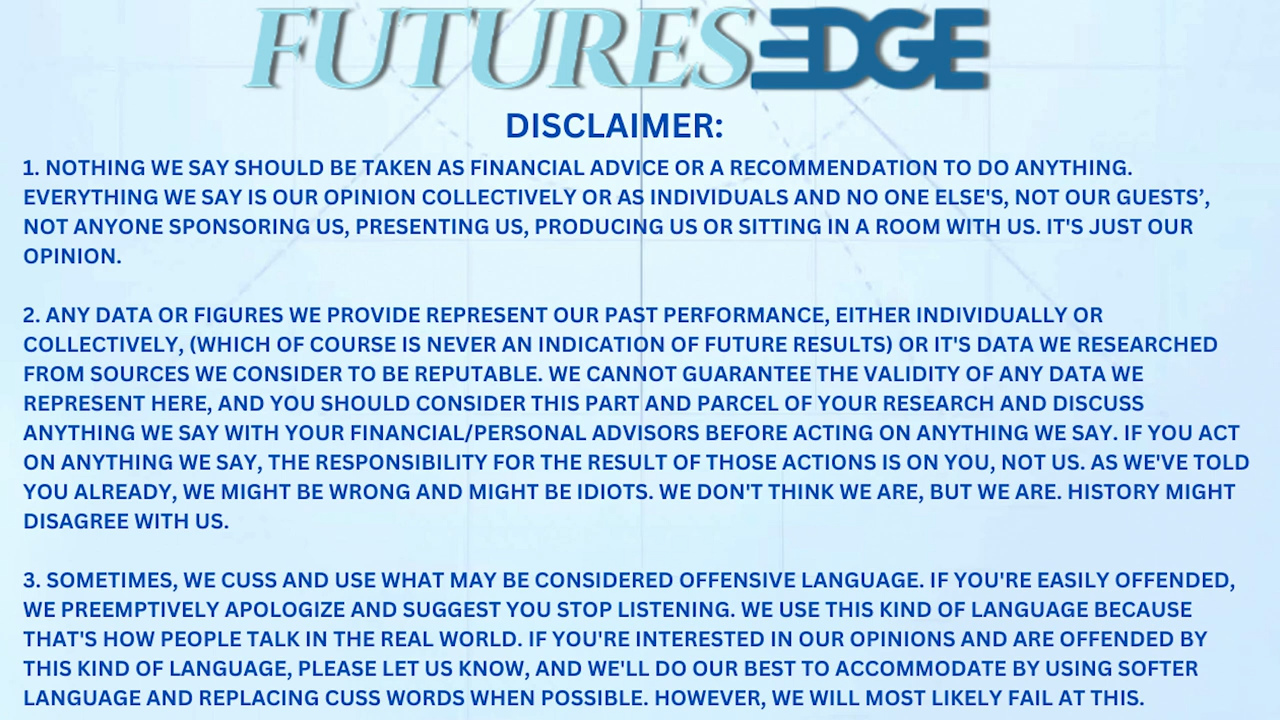 FUTURES EDGE
DISCLAIMER:
1. NOTHING WE SAY SHOULD BE TAKEN AS FINANCIAL ADVICE OR A RECOMMENDATION TO DO ANYTHING.
EVERYTHING WE SAY IS OUR OPINION COLLECTIVELY OR AS INDIVIDUALS AND NO ONE ELSE'S, NOT OUR GUESTS’,
NOT ANYONE SPONSORING US, PRESENTING US, PRODUCING US OR SITTING IN A ROOM WITH US. IT'S JUST OUR
OPINION.
2. ANY DATA OR FIGURES WE PROVIDE REPRESENT OUR PAST PERFORMANCE, EITHER INDIVIDUALLY OR
COLLECTIVELY, (WHICH OF COURSE IS NEVER AN INDICATION OF FUTURE RESULTS) OR IT'S DATA WE RESEARCHED
FROM SOURCES WE CONSIDER TO BE REPUTABLE. WE CANNOT GUARANTEE THE VALIDITY OF ANY DATA WE
REPRESENT HERE, AND YOU SHOULD CONSIDER THIS PART AND PARCEL OF YOUR RESEARCH AND DISCUSS
ANYTHING WE SAY WITH YOUR FINANCIAL/PERSONAL ADVISORS BEFORE ACTING ON ANYTHING WE SAY. IF YOU ACT
ON ANYTHING WE SAY, THE RESPONSIBILITY FOR THE RESULT OF THOSE ACTIONS IS ON YOU, NOT US. AS WE'VE TOLD
YOU ALREADY, WE MIGHT BE WRONG AND MIGHT BE IDIOTS. WE DON'T THINK WE ARE, BUT WE ARE. HISTORY MIGHT
DISAGREE WITH US.
3. SOMETIMES, WE CUSS AND USE WHAT MAY BE CONSIDERED OFFENSIVE LANGUAGE. IF YOU'RE EASILY OFFENDED,
WE PREEMPTIVELY APOLOGIZE AND SUGGEST YOU STOP LISTENING. WE USE THIS KIND OF LANGUAGE BECAUSE
THAT'S HOW PEOPLE TALK IN THE REAL WORLD. IF YOU'RE INTERESTED IN OUR OPINIONS AND ARE OFFENDED BY
THIS KIND OF LANGUAGE, PLEASE LET US KNOW, AND WE'LL DO OUR BEST TO ACCOMMODATE BY USING SOFTER
LANGUAGE AND REPLACING CUSS WORDS WHEN POSSIBLE. HOWEVER, WE WILL MOST LIKELY FAIL AT THIS.